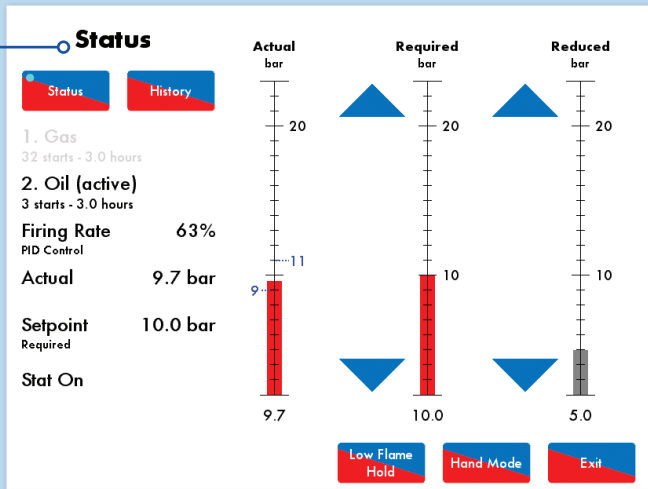 Status
Status
History
1. Gas
32 starts - 3.0 hours
2. Oil (active)
3 starts - 3.0 hours
Firing Rate 63%
PID Control
Actual 9.7 bar
Setpoint 10.0 bar
Required
Stat On
Actual
bar
20
11
9
9.7
Required
bar
20
10
10.0
Reduced
bar
20
10
5.0
Low Flame
Hold
Hand Mode
Exit